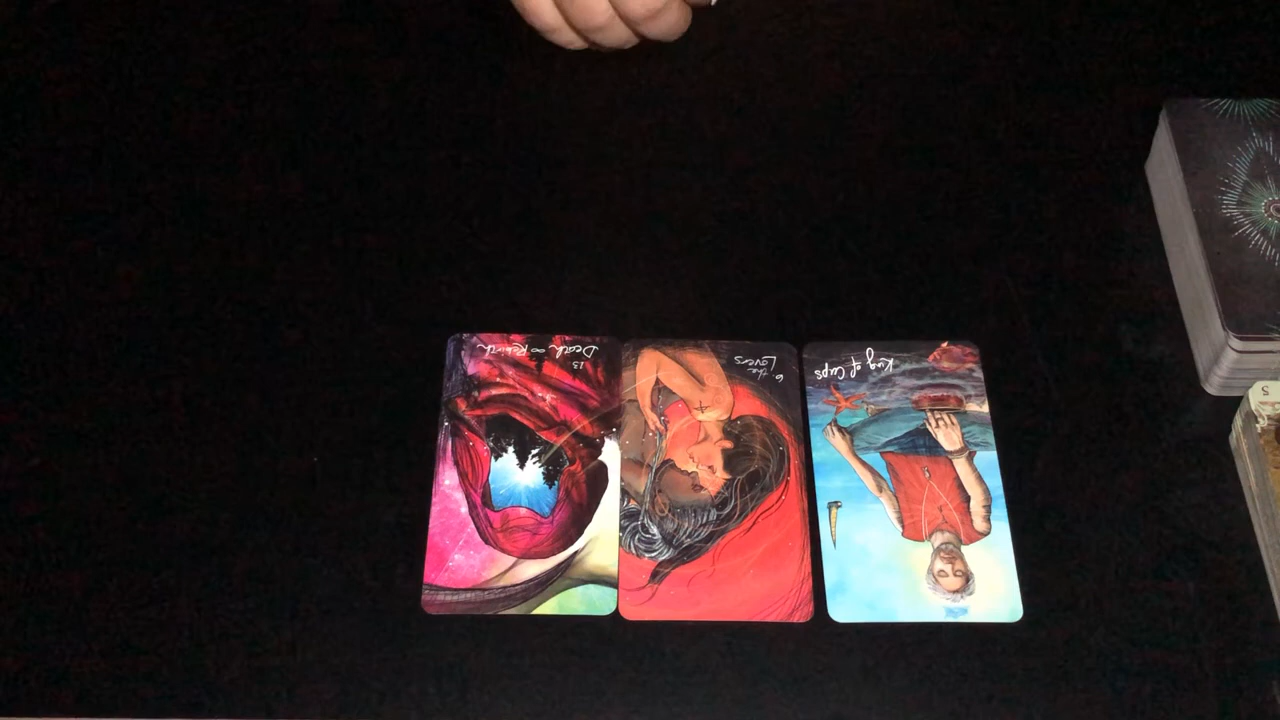 13
Death ∞ Rebirth
6. the
Lovers
King of Cups
5